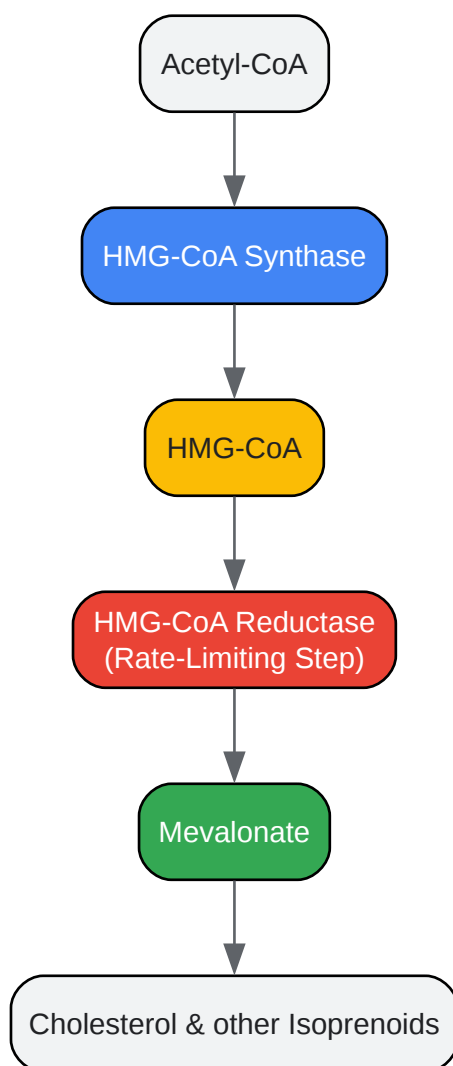 Acetyl-CoA
HMG-CoA Synthase
HMG-CoA
HMG-CoA Reductase
(Rate-Limiting Step)
Mevalonate
Cholesterol & other Isoprenoids